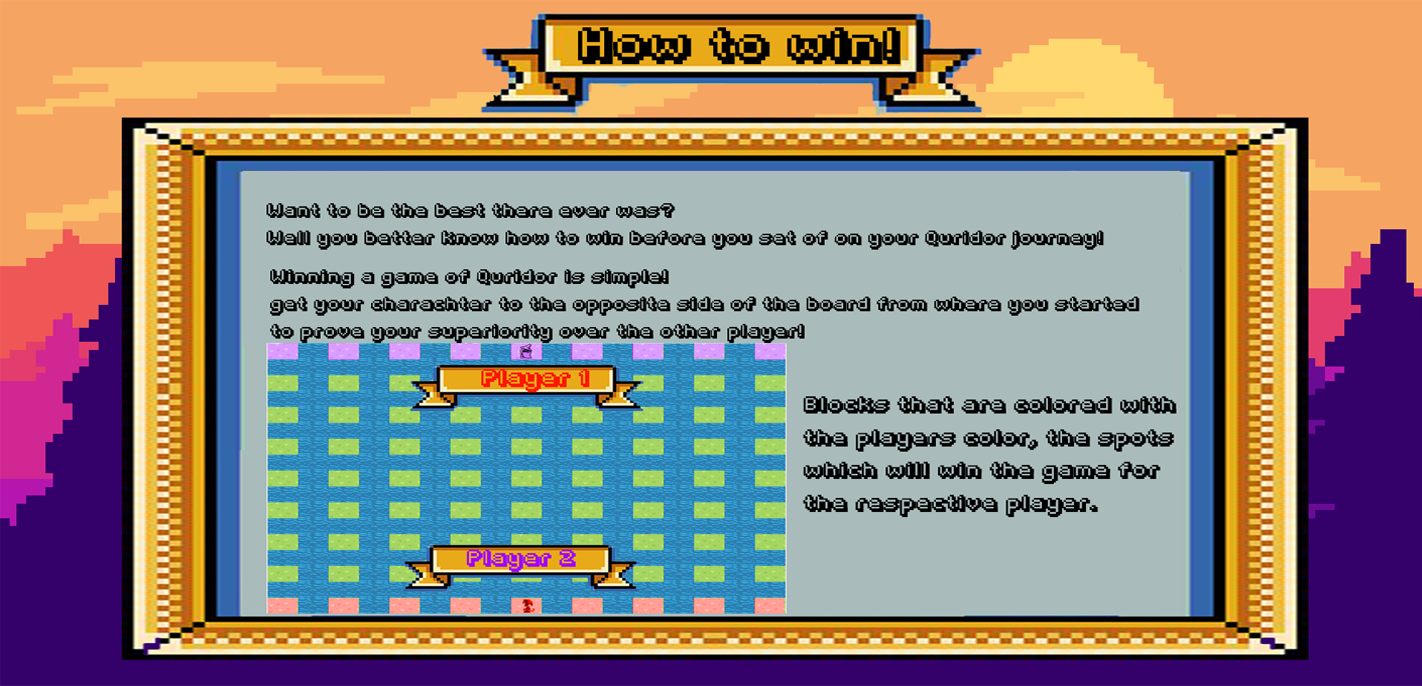 How to win!
Want to be the best there ever was?
Well you better know how to win before you set of on your Quridor journey!
Winning a game of Quridor is simple!
get your charachter to the opposite side of the board from where you started
to prove your superiority over the other player!
Player 1
Blocks that are colored with
the players color, the spots
which will win the game for
the respective player.
Player 2